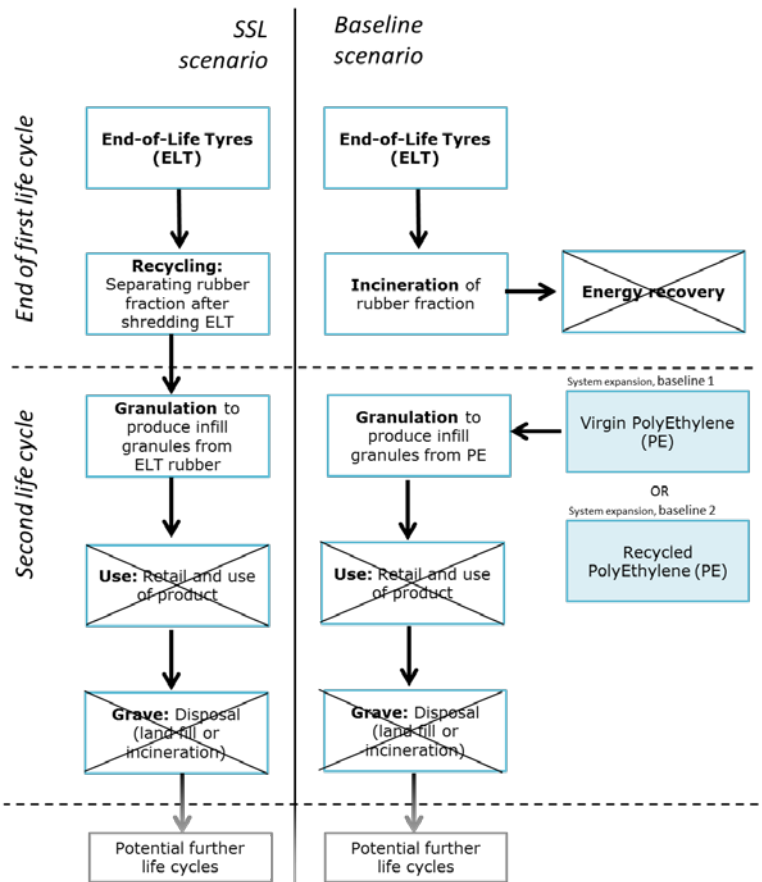 SSL
scenario
Baseline
scenario
End of first life cycle
End-of-Life Tyres
(ELT)
End-of-Life Tyres
(ELT)
Recycling:
Separating rubber
fraction after
shredding ELT
Incineration of
rubber fraction
Energy recovery
Second life cycle
Granulation to
produce infill
granules from
ELT rubber
Granulation to
produce infill
granules from PE
System expansion, baseline 1
Virgin PolyEthylene
(PE)
OR
System expansion, baseline 2
Recycled
PolyEthylene (PE)
Use: Retail and use
of product
Use: Retail and use
of product
Grave: Disposal
(land fill or
incineration)
Grave: Disposal
(land fill or
incineration)
Potential further
life cycles
Potential further
life cycles